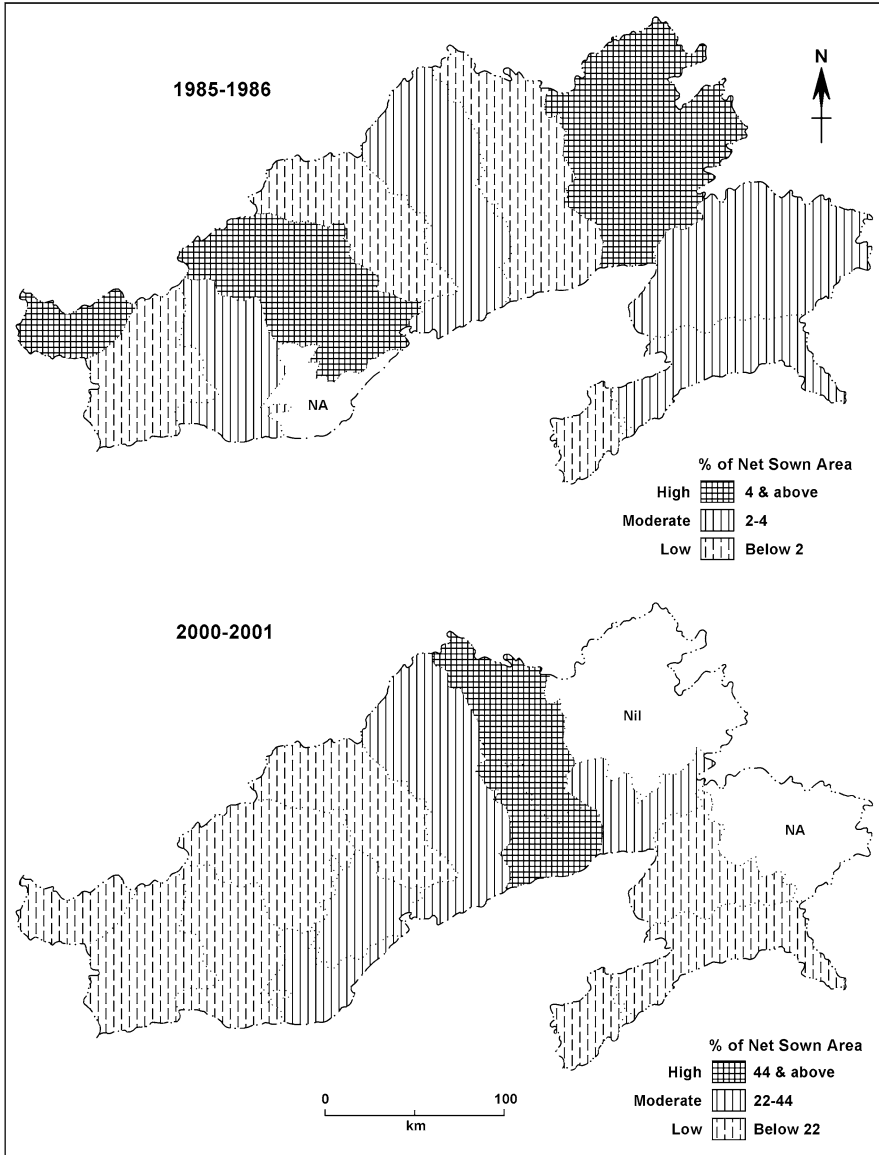 1985-1986
N
NA
% of Net Sown Area
High 4 & above
Moderate 2-4
Low Below 2
2000-2001
Nil
NA
% of Net Sown Area
High 44 & above
Moderate 22-44
Low Below 22
0 100
km